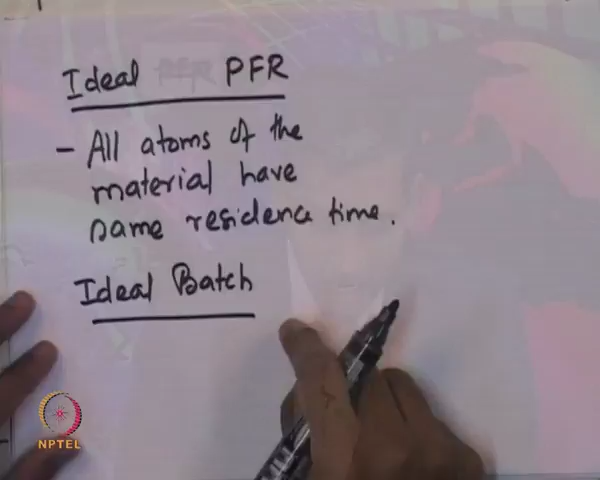 Ideal PFR
- All atoms of the
material have
same residence time.
Ideal Batch
NPTEL